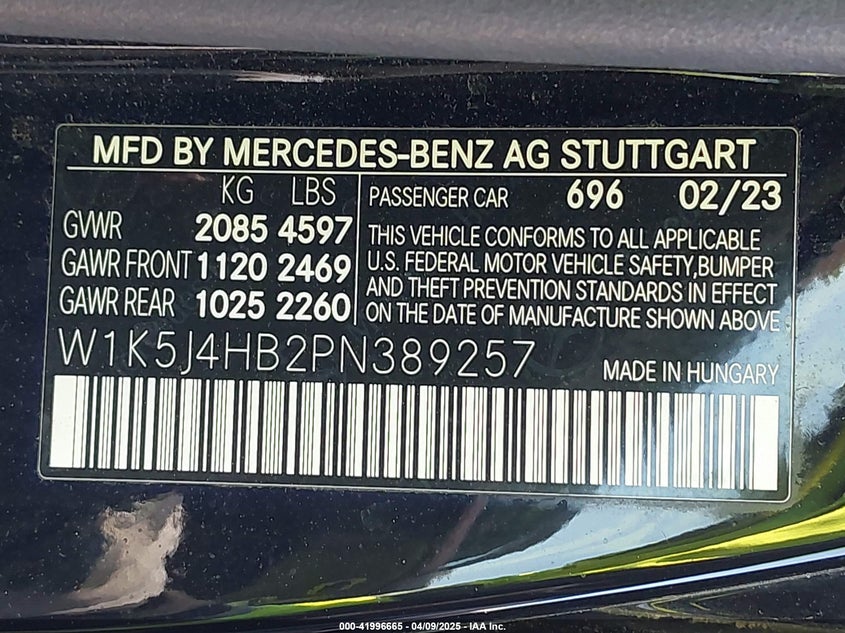 MFD BY MERCEDES-BENZ AG STUTTGART
KG LBS
GVWR 2085 4597
GAWR FRONT 1120 2469
GAWR REAR 1025 2260
PASSENGER CAR 696 02/23
THIS VEHICLE CONFORMS TO ALL APPLICABLE
U.S. FEDERAL MOTOR VEHICLE SAFETY,BUMPER
AND THEFT PREVENTION STANDARDS IN EFFECT
ON THE DATE OF MANUFACTURE SHOWN ABOVE.
W1K5J4HB2PN389257
MADE IN HUNGARY
000-41996665 - 04/09/2025 - IAA Inc.